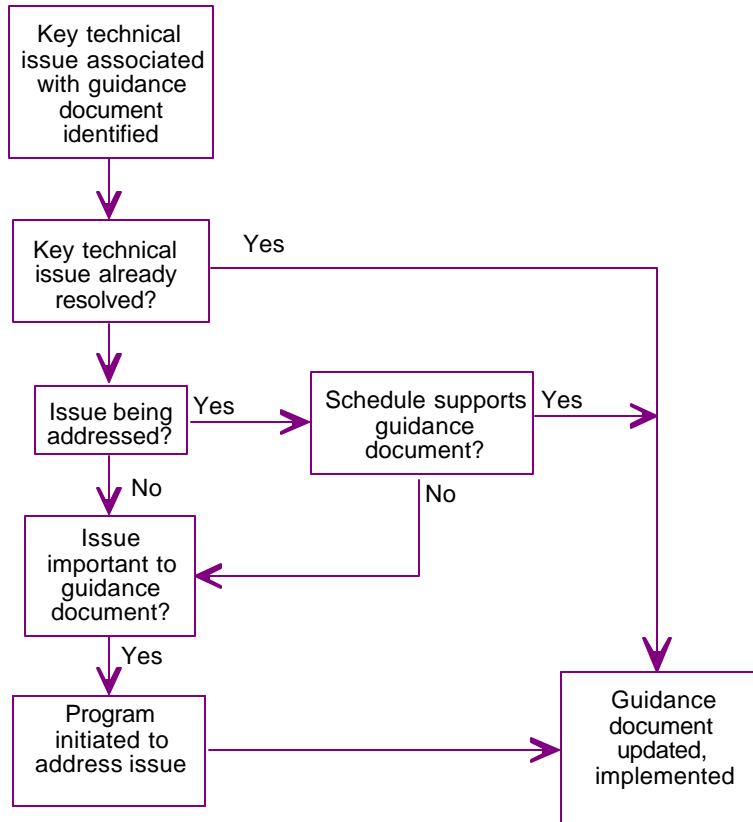 Key technical
issue associated
with guidance
document
identified
Key technical
issue already
resolved?
Yes
Issue being
addressed?
Yes
Schedule supports
guidance
document?
Yes
No
No
Issue
important to
guidance
document?
Yes
Program
initiated to
address issue
Guidance
document
updated,
implemented